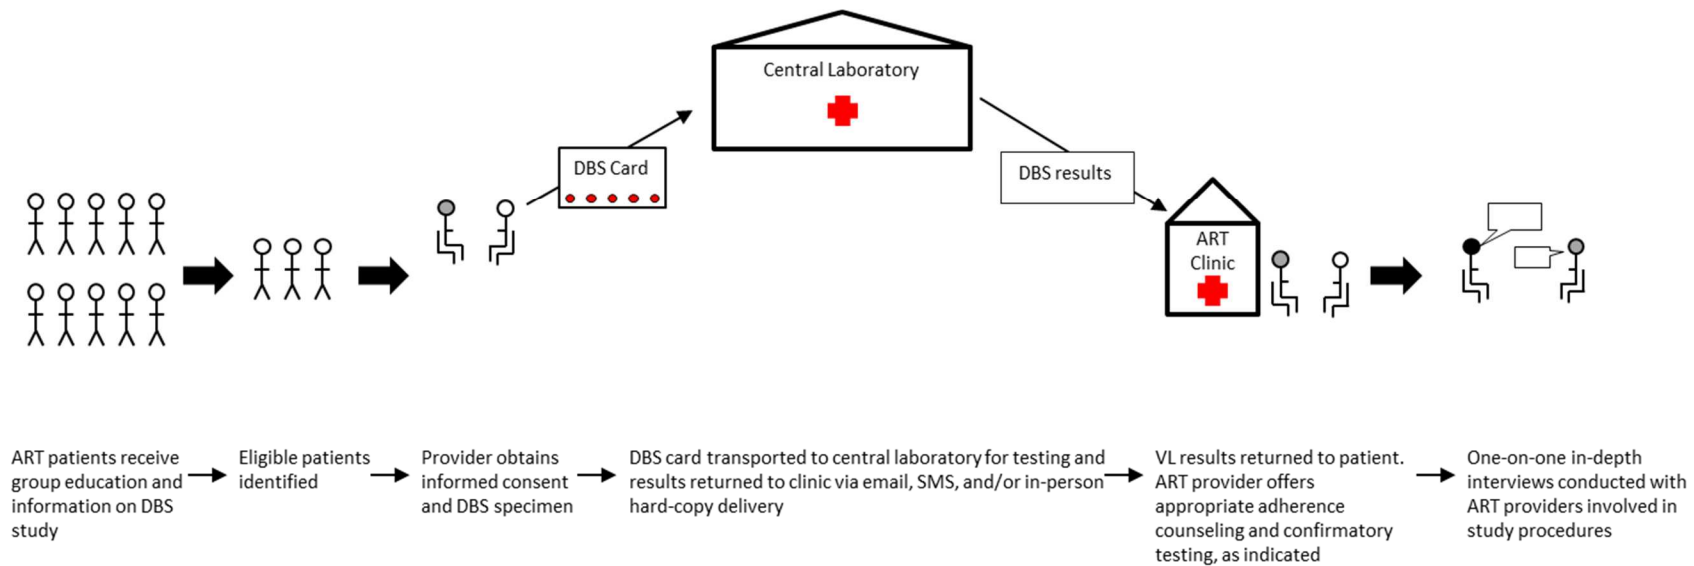 Central Laboratory
DBS Card
DBS results
ART
Clinic
ART patients receive
group education and
information on DBS
study
Eligible patients
identified
Provider obtains
informed consent
and DBS specimen
DBS card transported to central laboratory for testing and
results returned to clinic via email, SMS, and/or in-person
hard-copy delivery
VL results returned to patient.
ART provider offers
appropriate adherence
counseling and confirmatory
testing, as indicated
One-on-one in-depth
interviews conducted with
ART providers involved in
study procedures